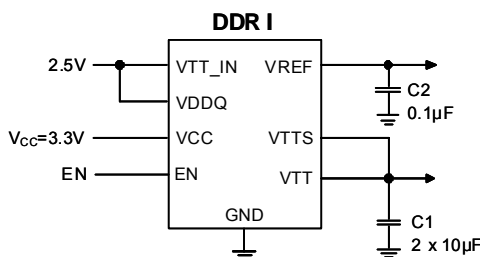 DDR I
2.5V
VTT_IN
VREF
VDDQ
C2
0.1µF
VCC=3.3V
VCC
VTTS
EN
EN
VTT
GND
C1
2 x 10µF